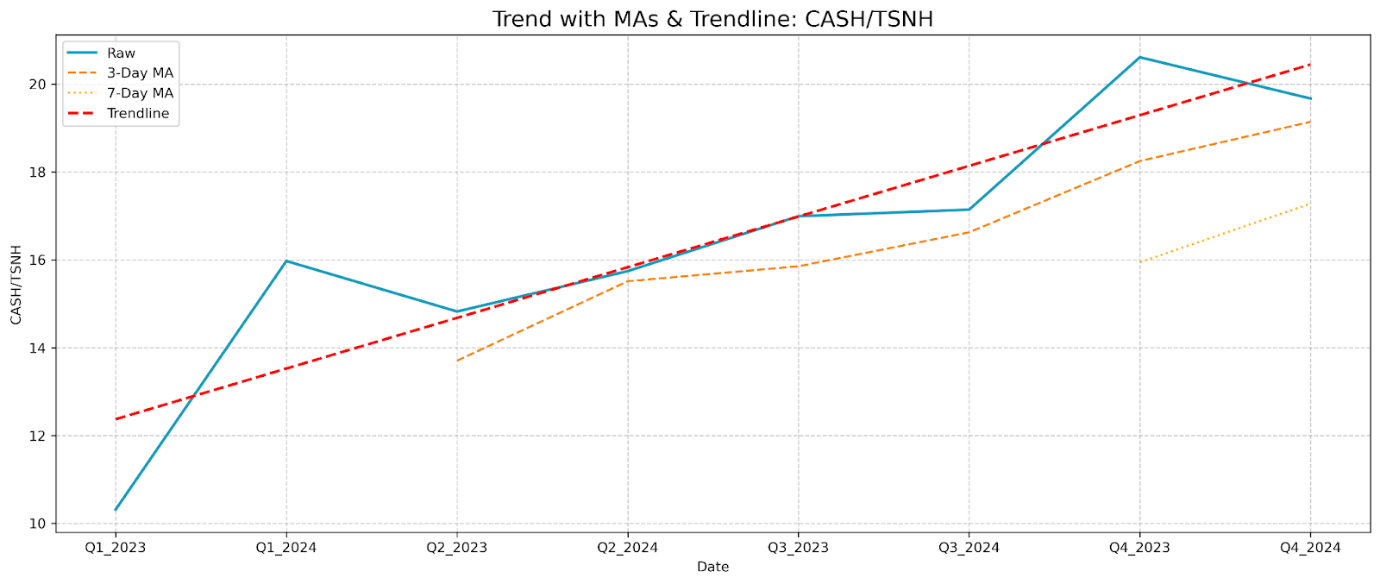 Trend with MAs & Trendline: CASH/TSNH
Raw
3-Day MA
7-Day MA
Trendline
CASH/TSNH
20
18
16
14
12
10
Q1_2023 Q1_2024 Q2_2023 Q2_2024 Q3_2023 Q3_2024 Q4_2023 Q4_2024
Date